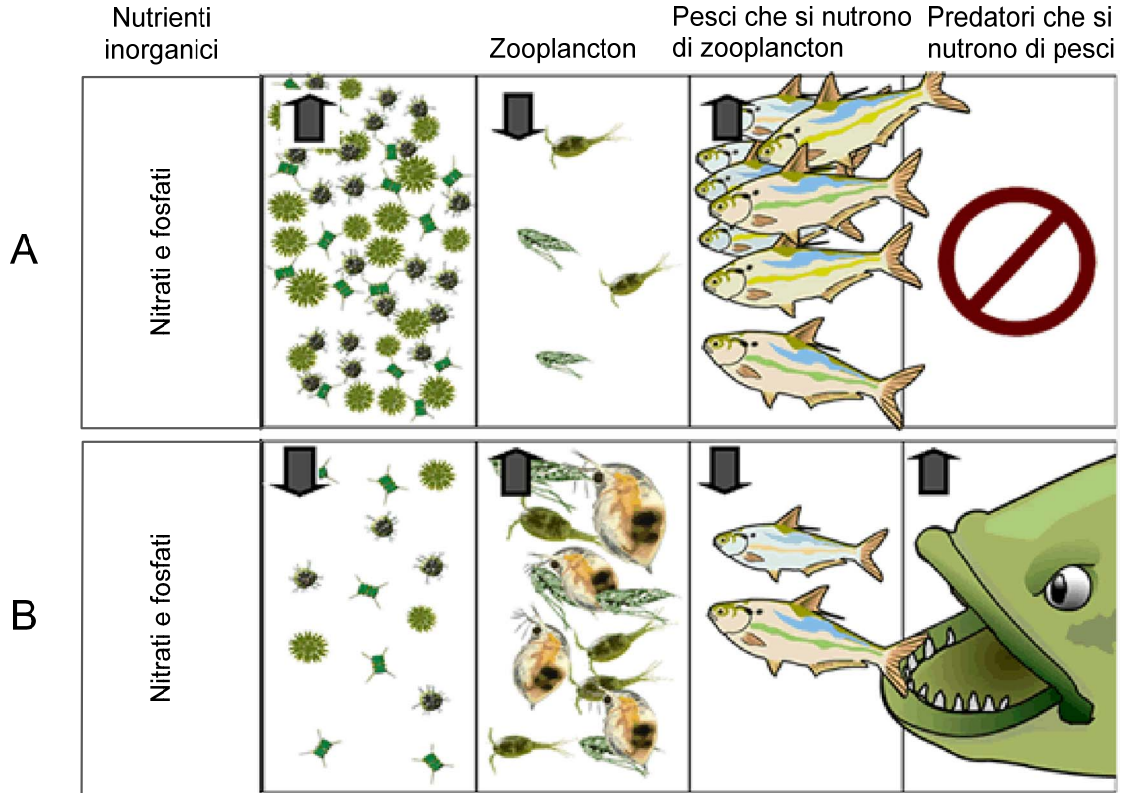 Nutrienti
inorganici
Zooplancton
Pesci che si nutrono
di zooplancton
Predatori che si
nutrono di pesci
A
Nitrati e fosfati
B
Nitrati e fosfati